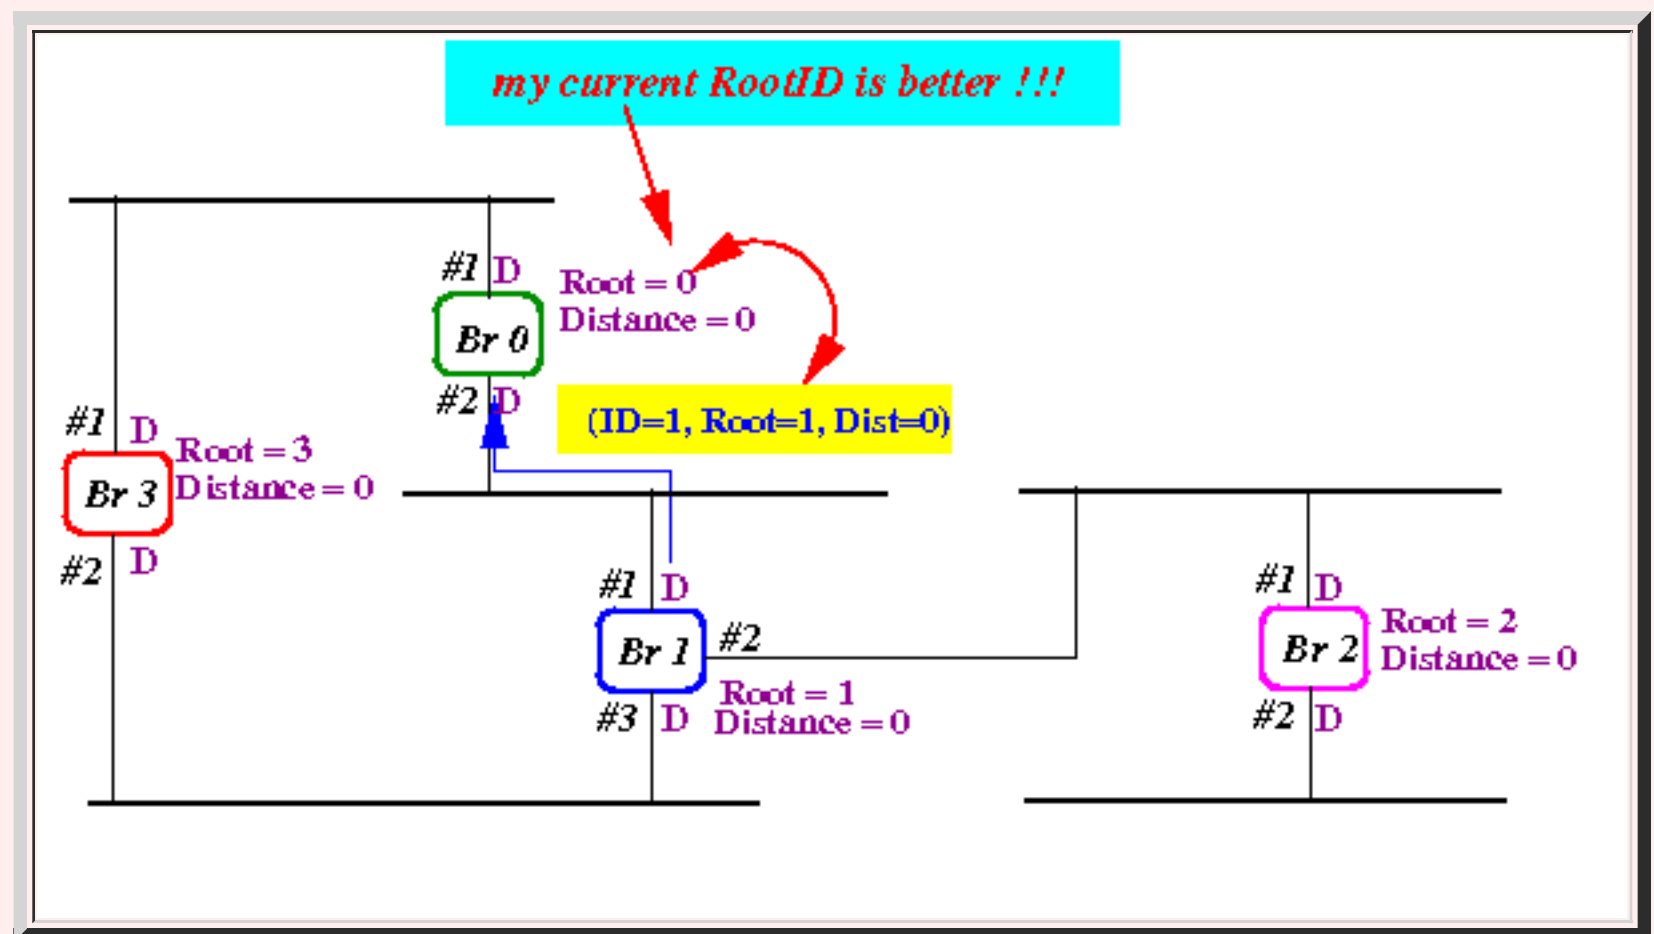 my current RootID is better !!!
#1 D
Root = 0
Distance = 0
Br 0
#2 D
(ID=1, Root=1, Dist=0)
#1 D
Root = 3
Distance = 0
Br 3
#2 D
#1 D
Br 1
#2
Root = 1
Distance = 0
#3 D
#1 D
Root = 2
Distance = 0
Br 2
#2 D